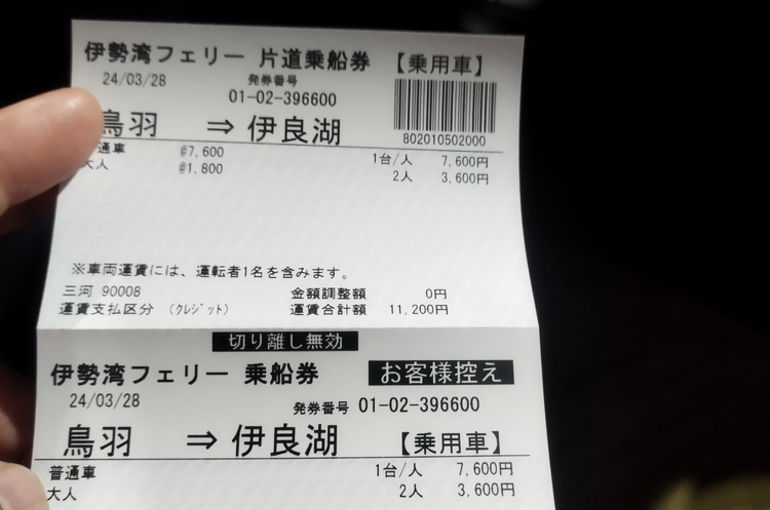 伊勢湾フェリー 片道乗船券 【乗用車】
24/03/28 発券番号
01-02-396600
鳥羽 ⇒ 伊良湖 802010502000
通車 @7,600 1台/人 7,600円
大人 @1,800 2人 3,600円
※車両運賃には、運転者1名を含みます。
三河 90008 金額調整額 0円
運賃支払区分 (クレジット) 運賃合計額 11,200円
切り離し無効
伊勢湾フェリー 乗船券 お客様控え
24/03/28 発券番号 01-02-396600
鳥羽 ⇒ 伊良湖 【乗用車】
普通車 1台/人 7,600円
大人 2人 3,600円